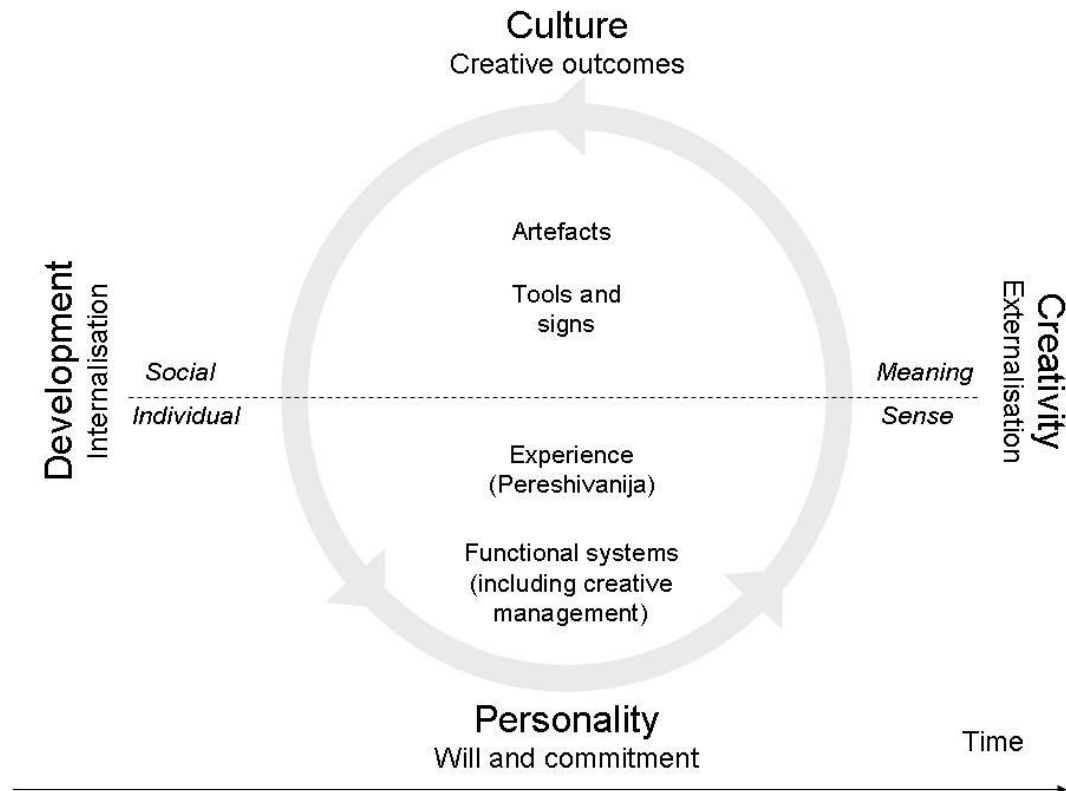 Culture
Creative outcomes
Artefacts
Tools and
signs
Development
Internalisation
Social
Individual
Meaning
Sense
Creativity
Externalisation
Experience
(Pereshivanija)
Functional systems
(including creative
management)
Personality
Will and commitment
Time